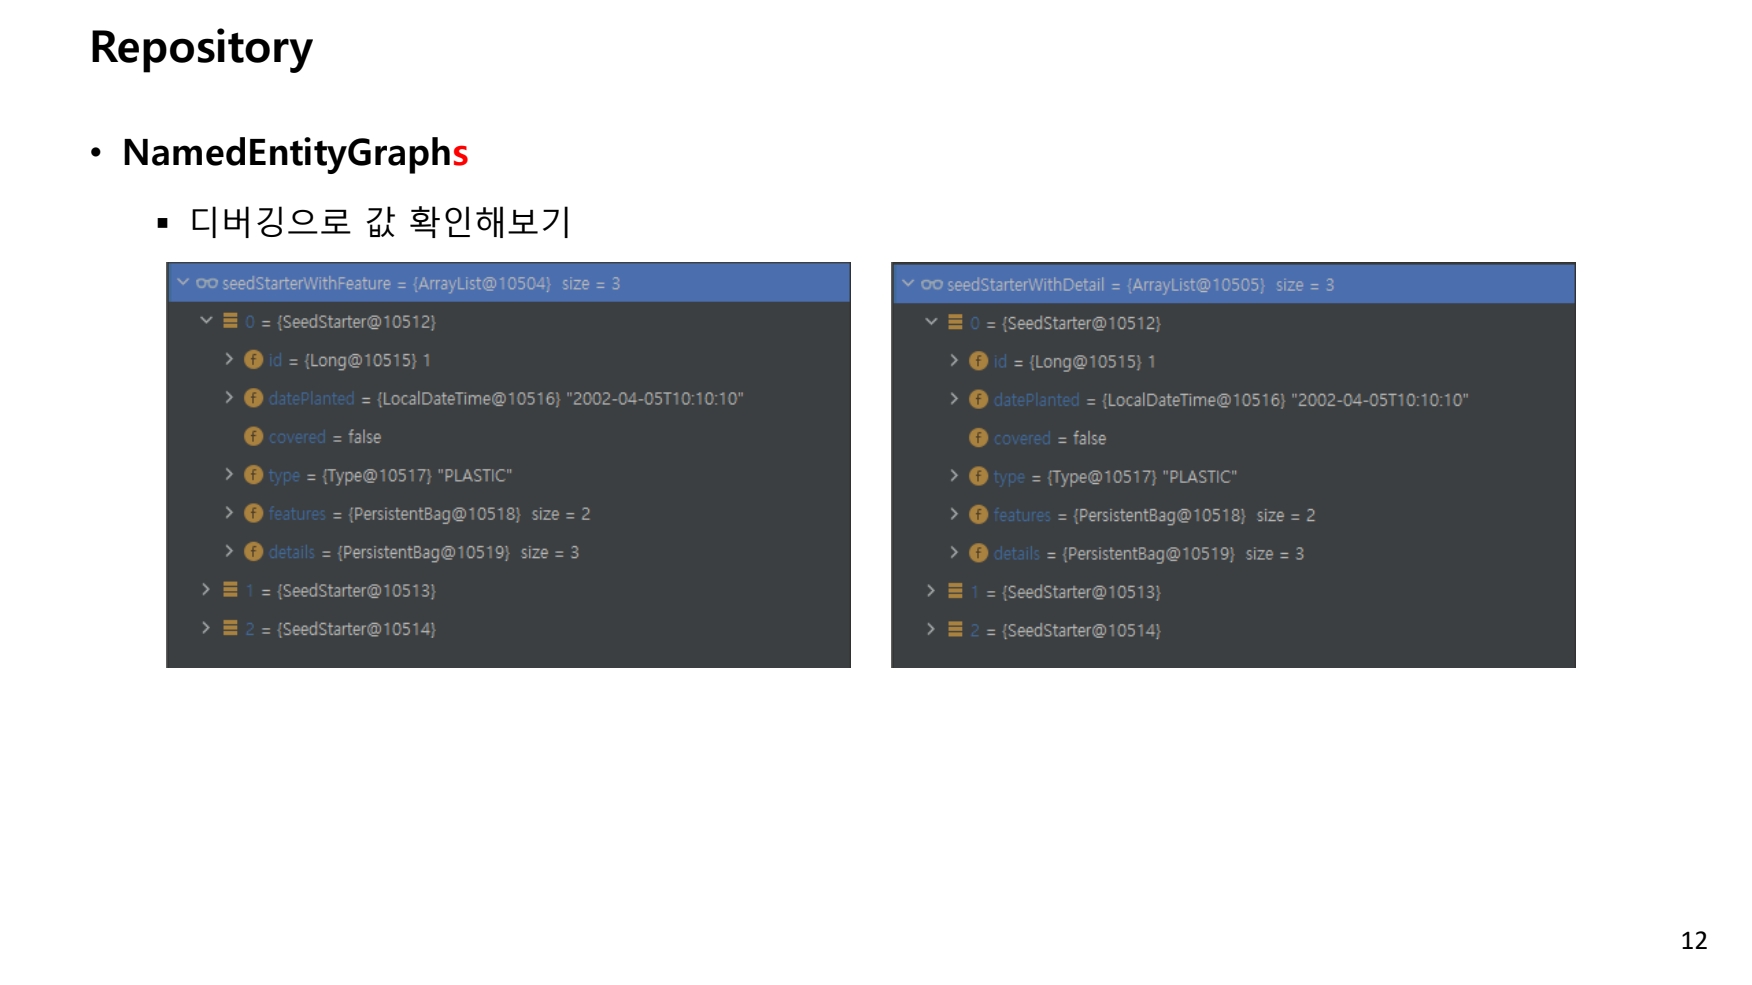 Repository
• NamedEntityGraphs
▪ 디버깅으로 값 확인해보기
seedStarterWithFeature = {ArrayList@10504} size = 3
0 = {SeedStarter@10512}
f id = {Long@10515} 1
f datePlanted = {LocalDateTime@10516} "2002-04-05T10:10:10"
f covered = false
f type = {Type@10517} "PLASTIC"
f features = {PersistentBag@10518} size = 2
f details = {PersistentBag@10519} size = 3
1 = {SeedStarter@10513}
2 = {SeedStarter@10514}
seedStarterWithDetail = {ArrayList@10505} size = 3
0 = {SeedStarter@10512}
f id = {Long@10515} 1
f datePlanted = {LocalDateTime@10516} "2002-04-05T10:10:10"
f covered = false
f type = {Type@10517} "PLASTIC"
f features = {PersistentBag@10518} size = 2
f details = {PersistentBag@10519} size = 3
1 = {SeedStarter@10513}
2 = {SeedStarter@10514}
12